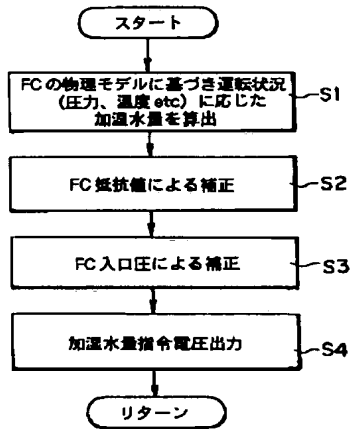 スタート
FCの物理モデルに基づき運転状況
(圧力、温度etc)に応じた
加湿水量を算出
S1
FC抵抗値による補正
S2
FC入口圧による補正
S3
加湿水量指令電圧出力
S4
リターン